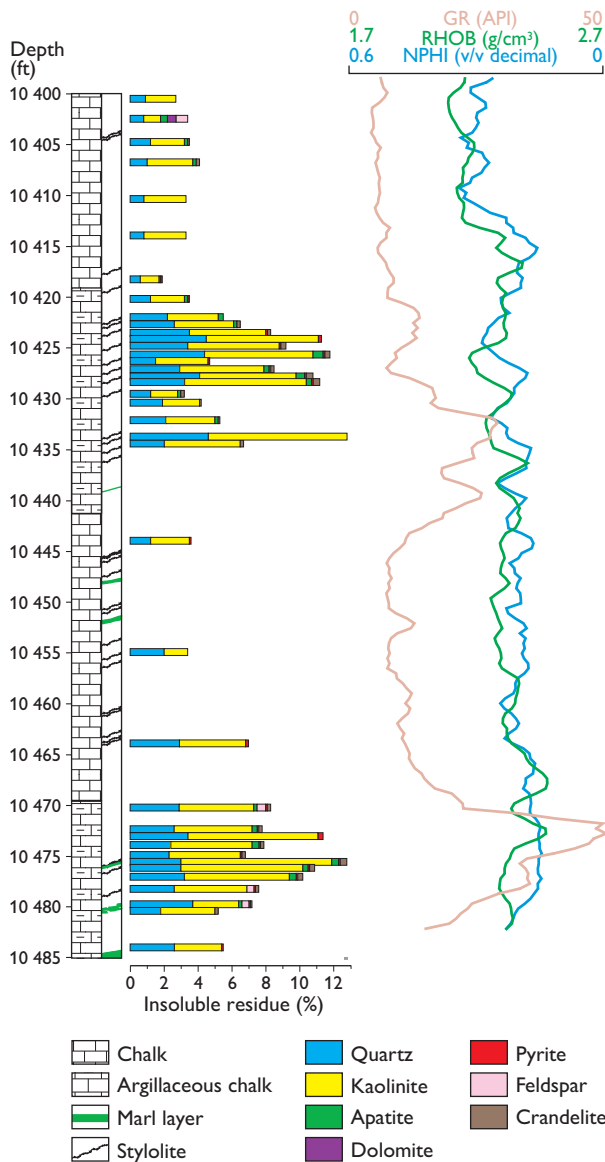 0 GR (API) 50
1.7 RHOB (g/cm³) 2.7
0.6 NPHI (v/v decimal) 0
Depth
(ft)
10 400
10 405
10 410
10 415
10 420
10 425
10 430
10 435
10 440
10 445
10 450
10 455
10 460
10 465
10 470
10 475
10 480
10 485
0 2 4 6 8 10 12
Insoluble residue (%)
Chalk
Argillaceous chalk
Marl layer
Stylolite
Quartz
Kaolinite
Apatite
Dolomite
Pyrite
Feldspar
Crandelite